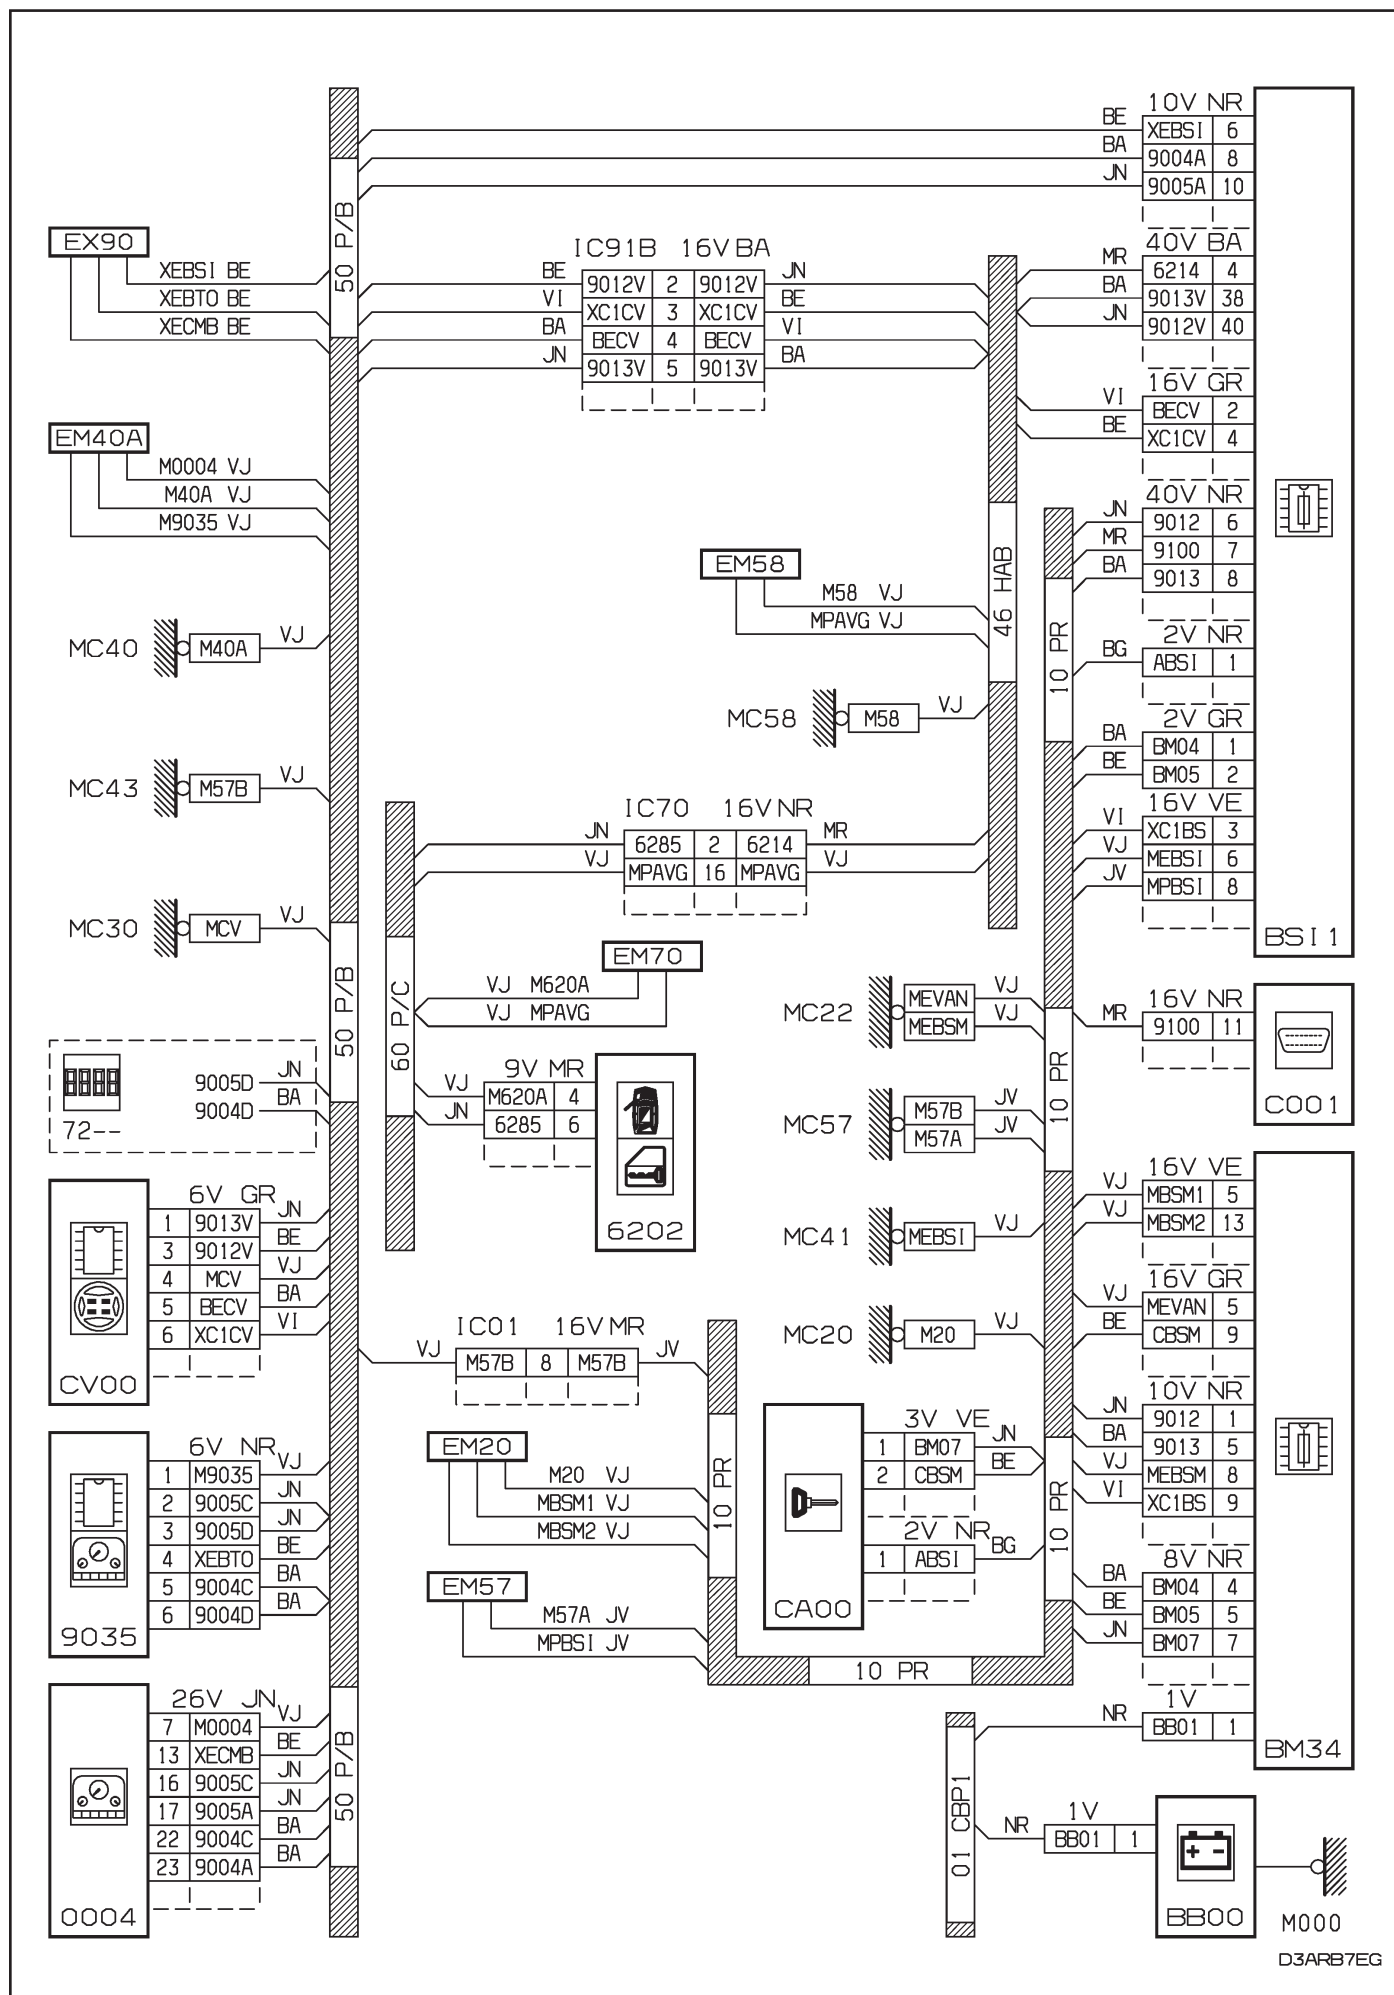 10V NR
BE XEBSI 6
BA 9004A 8
JN 9005A 10
50 P/B
EX90
XEBSI BE
XEBTO BE
XECMB BE
IC91B 16V BA
BE 9012V 2 9012V JN
VI XC1CV 3 XC1CV BE
BA BECV 4 BECV VI
JN 9013V 5 9013V BA
40V BA
MR 6214 4
BA 9013V 38
JN 9012V 40
16V GR
VI BECV 2
BE XC1CV 4
EM40A
M0004 VJ
M40A VJ
M9035 VJ
40V NR
JN 9012 6
MR 9100 7
BA 9013 8
EM58
M58 VJ
MPAVG VJ
46 HAB
10 PR
MC40 M40A VJ
2V NR
BG ABSI 1
MC58 M58 VJ
2V GR
BA BM04 1
BE BM05 2
MC43 M57B VJ
16V VE
VI XC1BS 3
VJ MEBSI 6
JV MPBSI 8
BSI1
IC70 16V NR
JN 6285 2 6214 MR
VJ MPAVG 16 MPAVG VJ
MC30 MCV VJ
50 P/B
60 P/C
EM70
VJ M620A
VJ MPAVG
MC22 MEVAN VJ
MEBSM VJ
10 PR
16V NR
MR 9100 11
C001
9005D JN
9004D BA
72--
9V MR
VJ M620A 4
JN 6285 6
6202
MC57 M57B JV
M57A JV
16V VE
VJ MBSM1 5
VJ MBSM2 13
6V GR
1 9013V JN
3 9012V BE
4 MCV VJ
5 BECV BA
6 XC1CV VI
CV00
MC41 MEBSI VJ
16V GR
VJ MEVAN 5
BE CBSM 9
MC20 M20 VJ
IC01 16V MR
VJ M57B 8 M57B JV
10V NR
JN 9012 1
BA 9013 5
VJ MEBSM 8
VI XC1BS 9
6V NR
1 M9035 VJ
2 9005C JN
3 9005D JN
4 XEBTO BE
5 9004C BA
6 9004D BA
9035
EM20
M20 VJ
MBSM1 VJ
MBSM2 VJ
10 PR
3V VE
1 BM07 JN
2 CBSM BE
2V NR
1 ABSI BG
CA00
10 PR
8V NR
BA BM04 4
BE BM05 5
JN BM07 7
EM57
M57A JV
MPBSI JV
10 PR
26V JN
7 M0004 VJ
13 XECMB BE
16 9005C JN
17 9005A JN
22 9004C BA
23 9004A BA
0004
50 P/B
1V
NR BB01 1
BM34
01 CBP1
1V
NR BB01 1
BB00
M000
D3ARB7EG